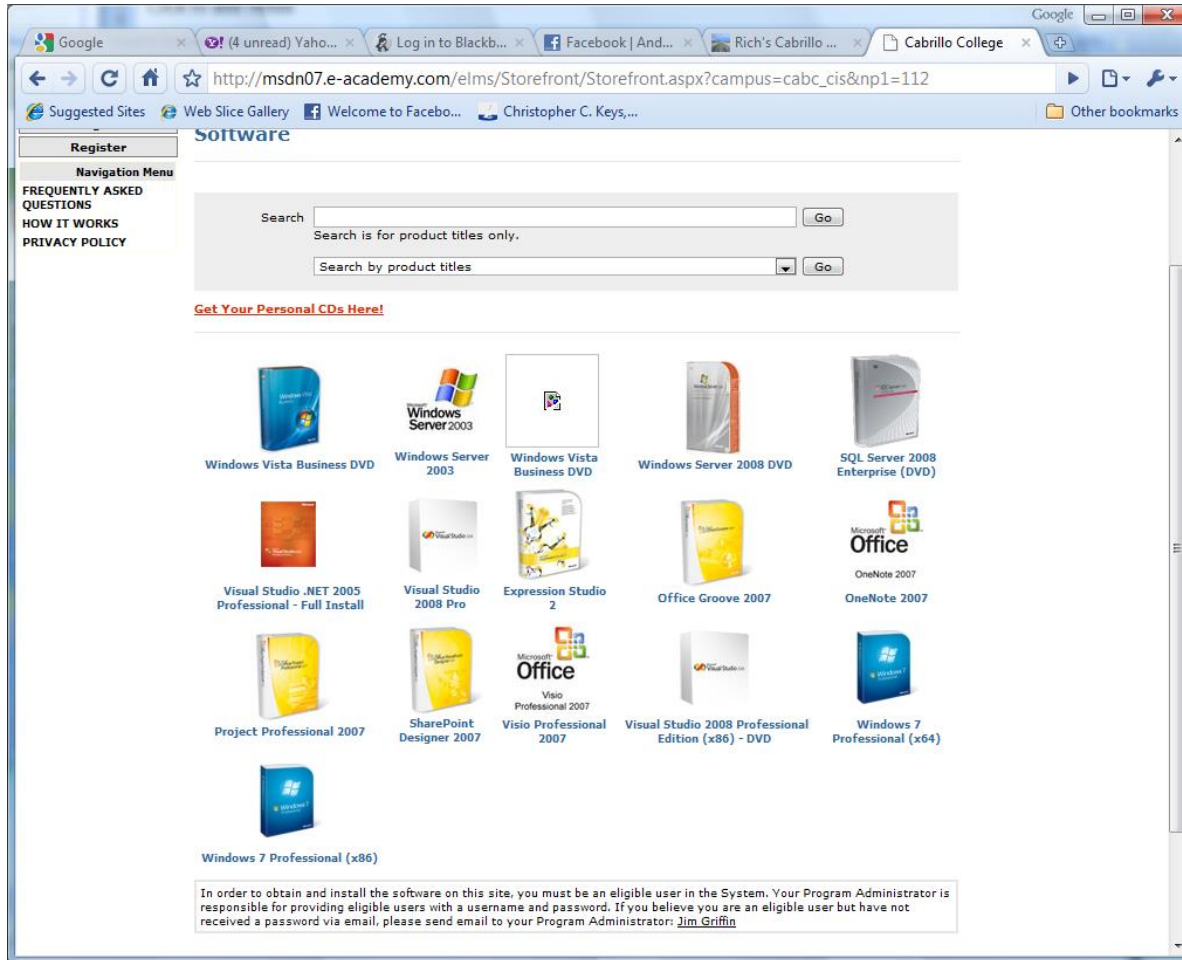 Google
Google
(4 unread) Yaho...
Log in to Blackb...
Facebook | And...
Rich's Cabrillo ...
Cabrillo College
http://msdn07.e-academy.com/elms/Storefront/Storefront.aspx?campus=cabc_cis&np1=112
Suggested Sites
Web Slice Gallery
Welcome to Facebo...
Christopher C. Keys,...
Other bookmarks
Register
Navigation Menu
FREQUENTLY ASKED
QUESTIONS
HOW IT WORKS
PRIVACY POLICY
Software
Search
Go
Search is for product titles only.
Search by product titles
Go
Get Your Personal CDs Here!
Microsoft
Windows
Server 2003
Windows Vista Business DVD
Windows Server
2003
Windows Vista
Business DVD
Windows Server 2008 DVD
SQL Server 2008
Enterprise (DVD)
Visual Studio
Microsoft
Office
OneNote 2007
Visual Studio .NET 2005
Professional - Full Install
Visual Studio
2008 Pro
Expression Studio
2
Office Groove 2007
OneNote 2007
Microsoft
Office
Visio
Professional 2007
Visual Studio
Windows 7
Project Professional 2007
SharePoint
Designer 2007
Visio Professional
2007
Visual Studio 2008 Professional
Edition (x86) - DVD
Windows 7
Professional (x64)
Windows 7
Windows 7 Professional (x86)
In order to obtain and install the software on this site, you must be an eligible user in the System. Your Program Administrator is
responsible for providing eligible users with a username and password. If you believe you are an eligible user but have not
received a password via email, please send email to your Program Administrator: Jim Griffin